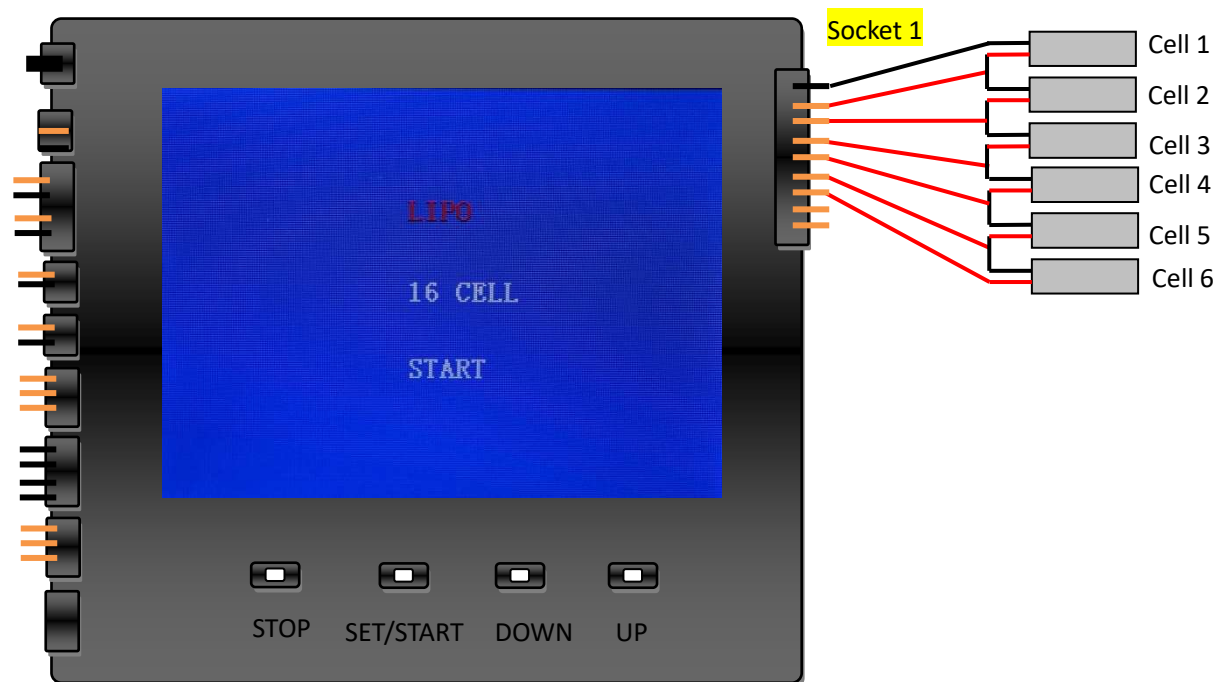 Socket 1
Cell 1
Cell 2
Cell 3
Cell 4
Cell 5
Cell 6
LIPO
16 CELL
START
STOP
SET/START
DOWN
UP